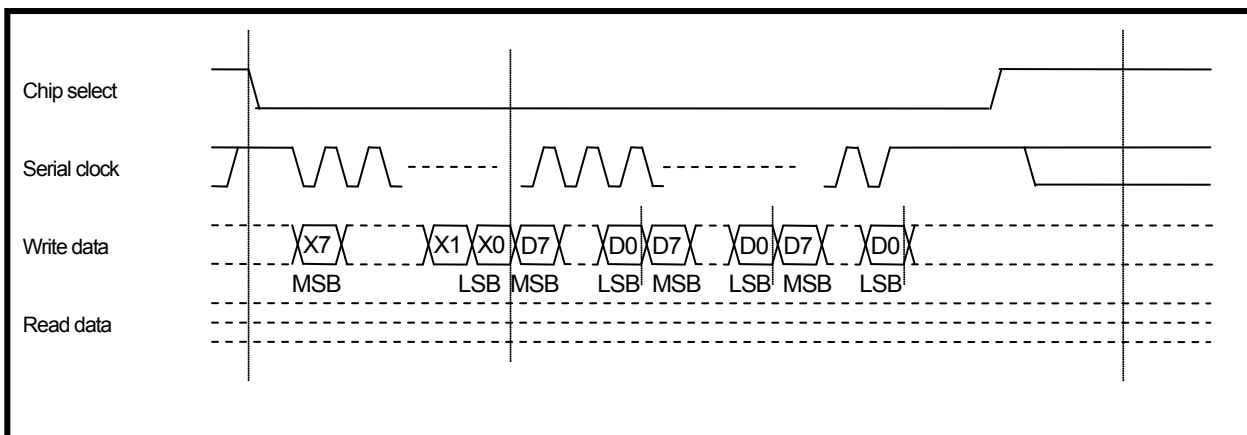 Chip select
Serial clock
Write data
X7 X1 X0 D7 D0 D7 D0 D7 D0
MSB LSB MSB LSB MSB LSB MSB LSB
Read data